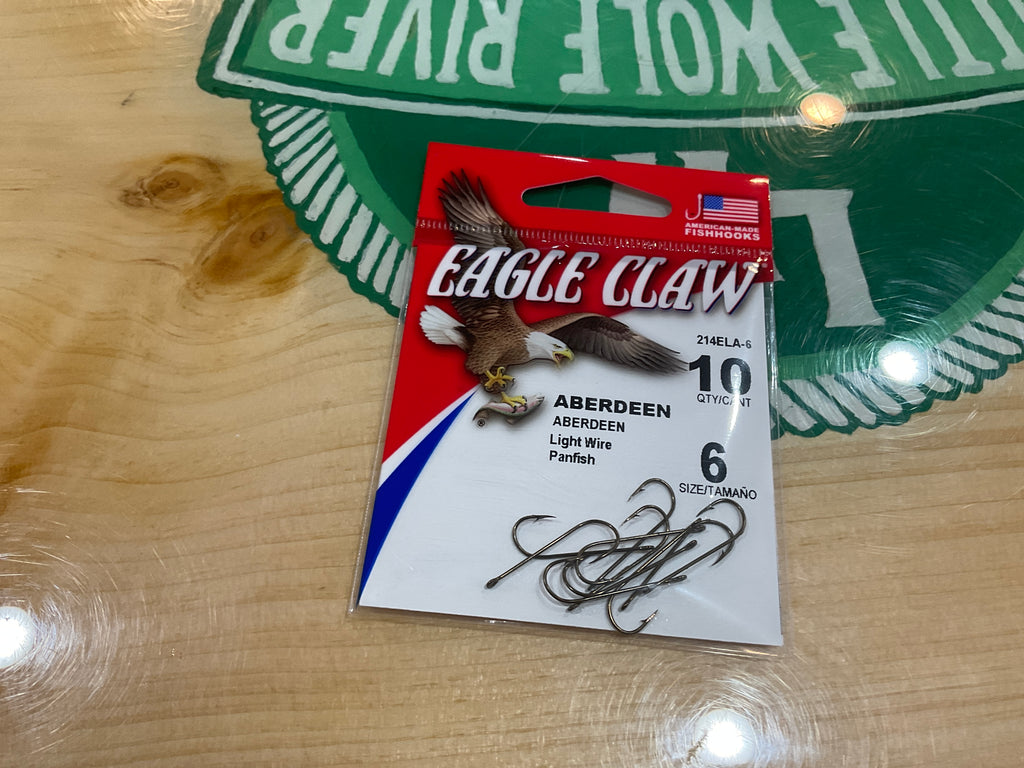 LITTLE WOLF RIVER
AMERICAN-MADE
FISHHOOKS
EAGLE CLAW
214ELA-6
10
QTY/CANT
ABERDEEN
ABERDEEN
Light Wire
Panfish
6
SIZE/TAMAÑO